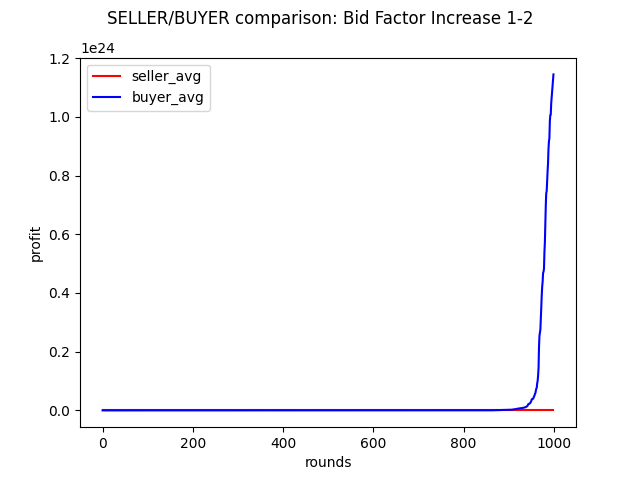 SELLER/BUYER comparison: Bid Factor Increase 1-2
1e24
seller_avg
buyer_avg
1.2
1.0
0.8
0.6
0.4
0.2
0.0
profit
0 200 400 600 800 1000
rounds